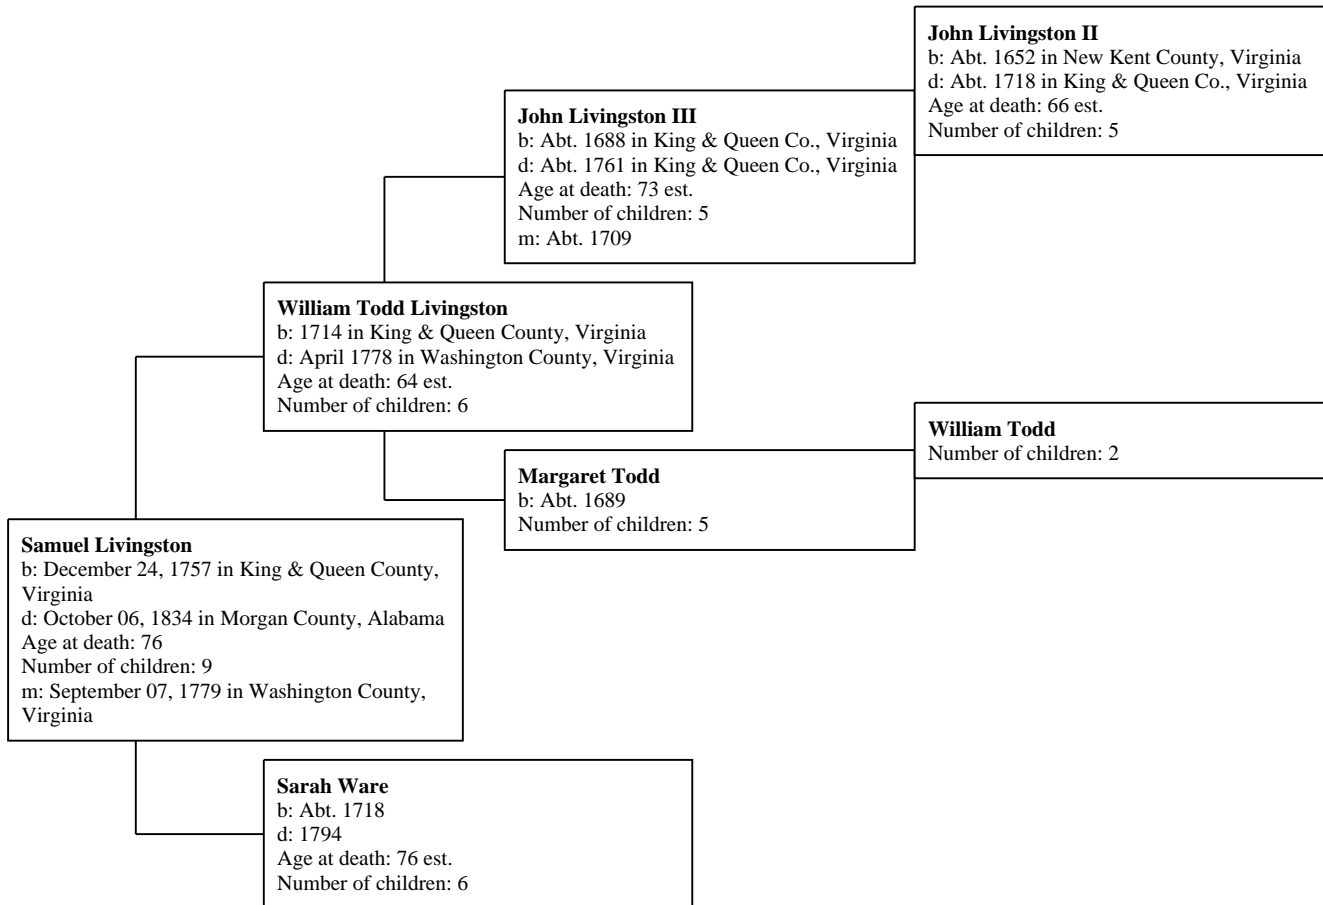 John Livingston II
b: Abt. 1652 in New Kent County, Virginia
d: Abt. 1718 in King & Queen Co., Virginia
Age at death: 66 est.
Number of children: 5
John Livingston III
b: Abt. 1688 in King & Queen Co., Virginia
d: Abt. 1761 in King & Queen Co., Virginia
Age at death: 73 est.
Number of children: 5
m: Abt. 1709
William Todd Livingston
b: 1714 in King & Queen County, Virginia
d: April 1778 in Washington County, Virginia
Age at death: 64 est.
Number of children: 6
William Todd
Number of children: 2
Margaret Todd
b: Abt. 1689
Number of children: 5
Samuel Livingston
b: December 24, 1757 in King & Queen County,
Virginia
d: October 06, 1834 in Morgan County, Alabama
Age at death: 76
Number of children: 9
m: September 07, 1779 in Washington County,
Virginia
Sarah Ware
b: Abt. 1718
d: 1794
Age at death: 76 est.
Number of children: 6